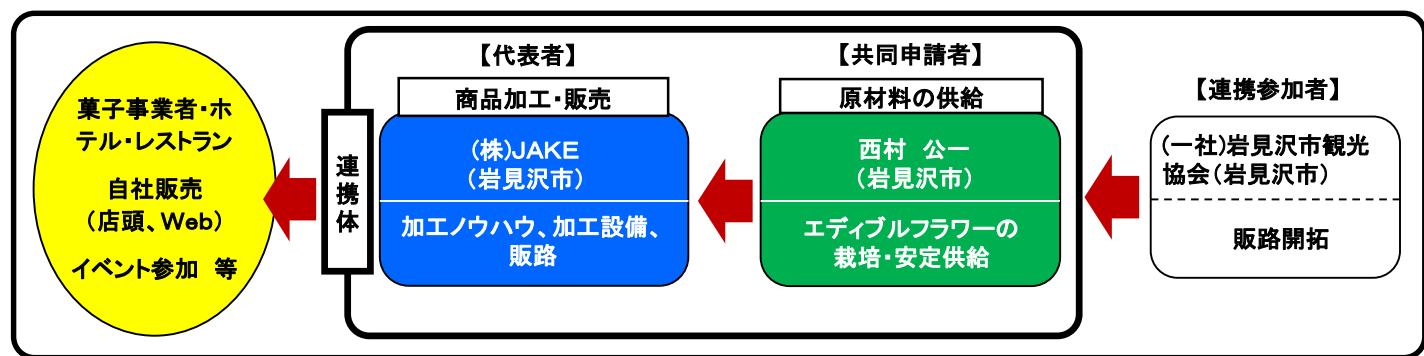 菓子事業者・ホ
テル・レストラン
自社販売
（店頭、Web）
イベント参加　等
連携体
【代表者】
商品加工・販売
（株）JAKE
（岩見沢市）
加工ノウハウ、加工設備、
販路
【共同申請者】
原材料の供給
西村　公一
（岩見沢市）
エディブルフラワーの
栽培・安定供給
【連携参加者】
（一社）岩見沢市観光
協会（岩見沢市）
販路開拓